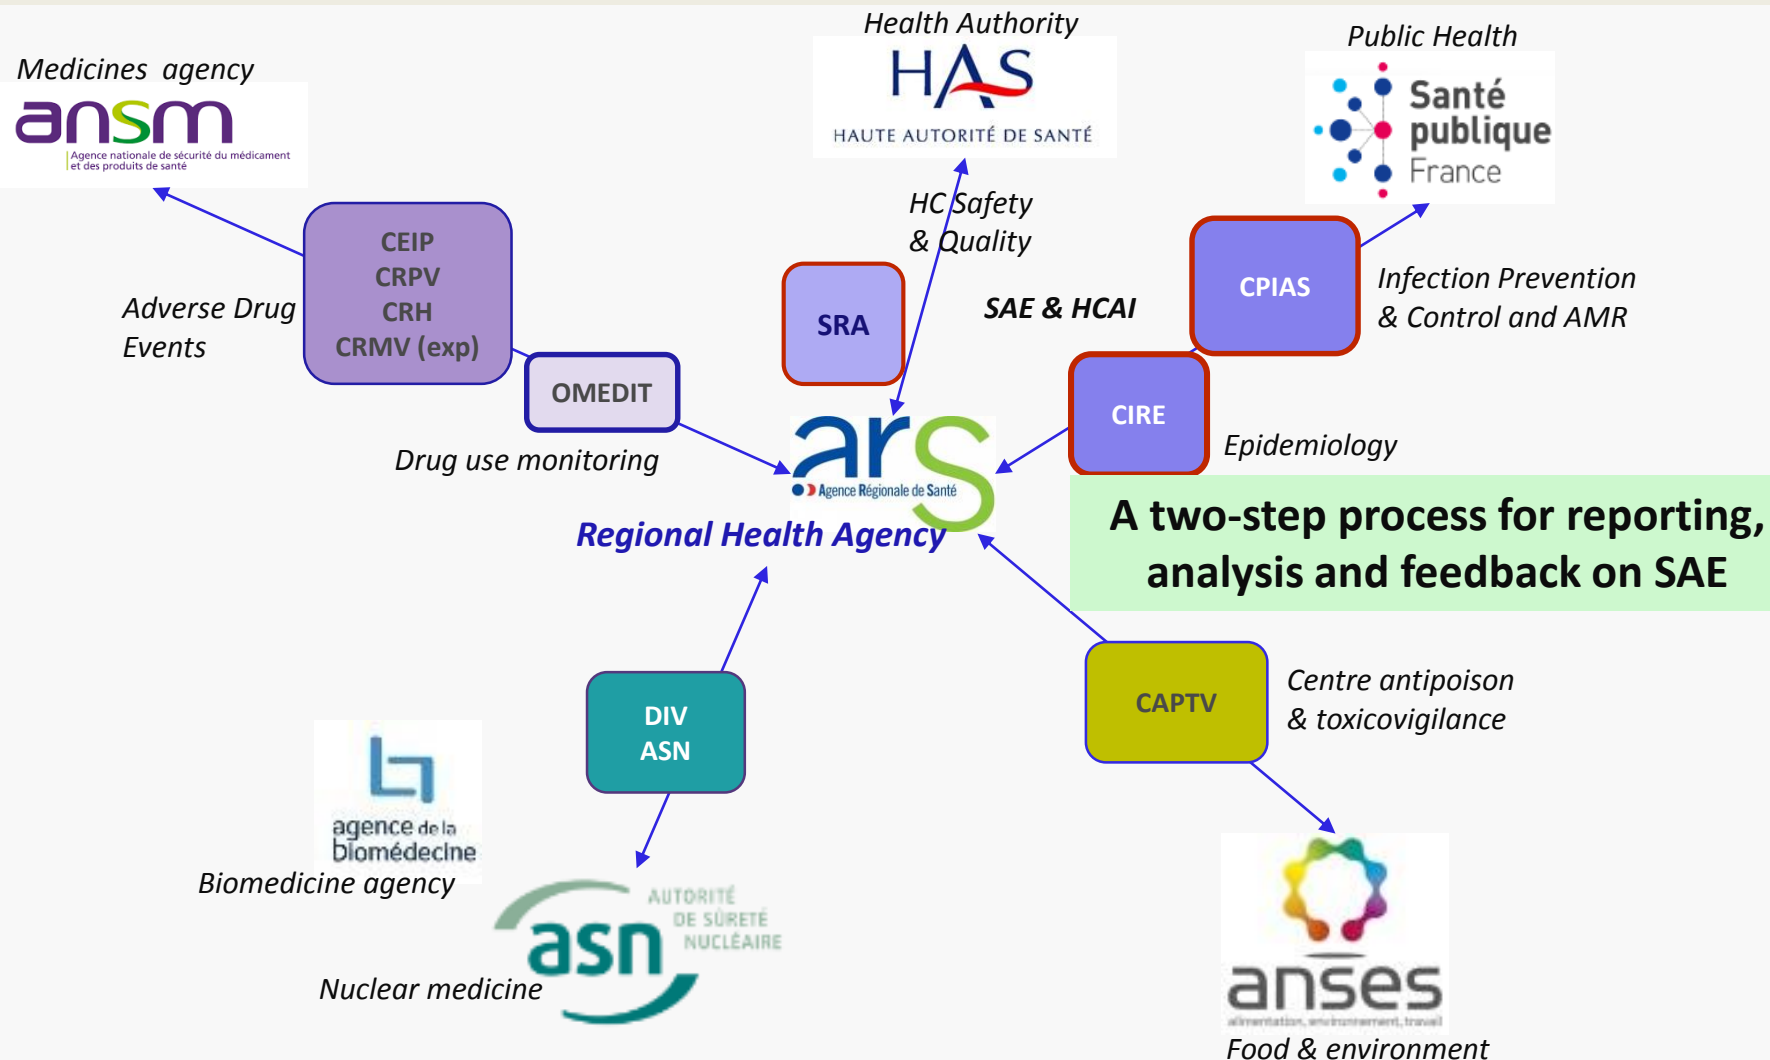 Health Authority
HAS
HAUTE AUTORITÉ DE SANTÉ
Public Health
Santé
publique
France
Medicines agency
ansm
Agence nationale de sécurité du médicament
et des produits de santé
HC Safety
& Quality
CEIP
CRPV
CRH
CRMV (exp)
Adverse Drug
Events
SRA
SAE & HCAI
CPIAS
Infection Prevention
& Control and AMR
OMEDIT
Drug use monitoring
CIRE
Epidemiology
ars
Agence Régionale de Santé
Regional Health Agency
A two-step process for reporting,
analysis and feedback on SAE
DIV
ASN
CAPTV
Centre antipoison
& toxicovigilance
agence de la
biomédecine
Biomedicine agency
asn
AUTORITÉ
DE SÛRETÉ
NUCLÉAIRE
Nuclear medicine
anses
alimentation, environnement, travail
Food & environment